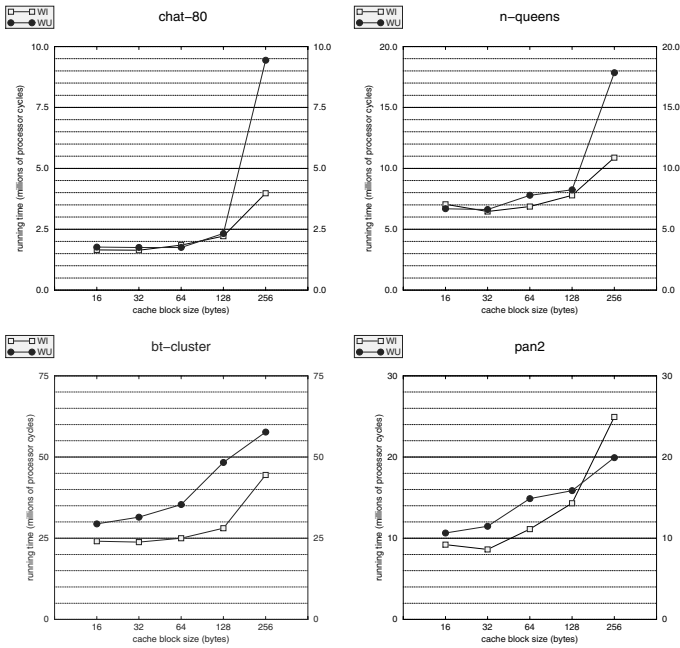 WI
WU
chat-80
10.0
10.0
7.5
7.5
5.0
5.0
2.5
2.5
0.0
0.0
running time (millions of processor cycles)
16 32 64 128 256
cache block size (bytes)
WI
WU
n-queens
20.0
20.0
15.0
15.0
10.0
10.0
5.0
5.0
0.0
0.0
running time (millions of processor cycles)
16 32 64 128 256
cache block size (bytes)
WI
WU
bt-cluster
75
75
50
50
25
25
0
0
running time (millions of processor cycles)
16 32 64 128 256
cache block size (bytes)
WI
WU
pan2
30
30
20
20
10
10
0
0
running time (millions of processor cycles)
16 32 64 128 256
cache block size (bytes)